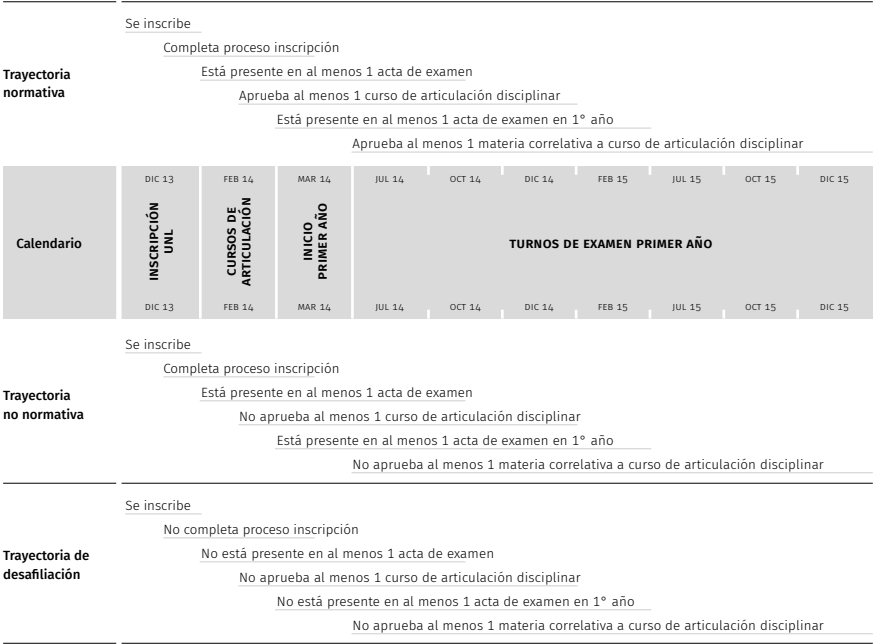 Trayectoria
normativa
Se inscribe
Completa proceso inscripción
Está presente en al menos 1 acta de examen
Aprueba al menos 1 curso de articulación disciplinar
Está presente en al menos 1 acta de examen en 1° año
Aprueba al menos 1 materia correlativa a curso de articulación disciplinar
Calendario
DIC 13 FEB 14 MAR 14 JUL 14 OCT 14 DIC 14 FEB 15 JUL 15 OCT 15 DIC 15
INSCRIPCIÓN
UNL
CURSOS DE
ARTICULACIÓN
INICIO
PRIMER AÑO
TURNOS DE EXAMEN PRIMER AÑO
DIC 13 FEB 14 MAR 14 JUL 14 OCT 14 DIC 14 FEB 15 JUL 15 OCT 15 DIC 15
Trayectoria
no normativa
Se inscribe
Completa proceso inscripción
Está presente en al menos 1 acta de examen
No aprueba al menos 1 curso de articulación disciplinar
Está presente en al menos 1 acta de examen en 1° año
No aprueba al menos 1 materia correlativa a curso de articulación disciplinar
Trayectoria de
desafiliación
Se inscribe
No completa proceso inscripción
No está presente en al menos 1 acta de examen
No aprueba al menos 1 curso de articulación disciplinar
No está presente en al menos 1 acta de examen en 1° año
No aprueba al menos 1 materia correlativa a curso de articulación disciplinar